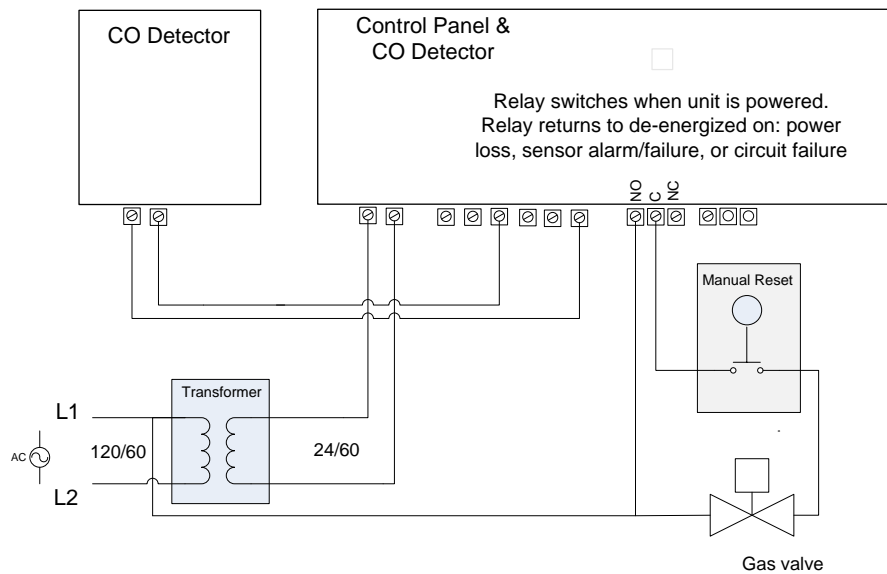 CO Detector
Control Panel &
CO Detector
Relay switches when unit is powered.
Relay returns to de-energized on: power
loss, sensor alarm/failure, or circuit failure
NO
C
NC
Manual Reset
Transformer
L1
AC
120/60
24/60
L2
Gas valve